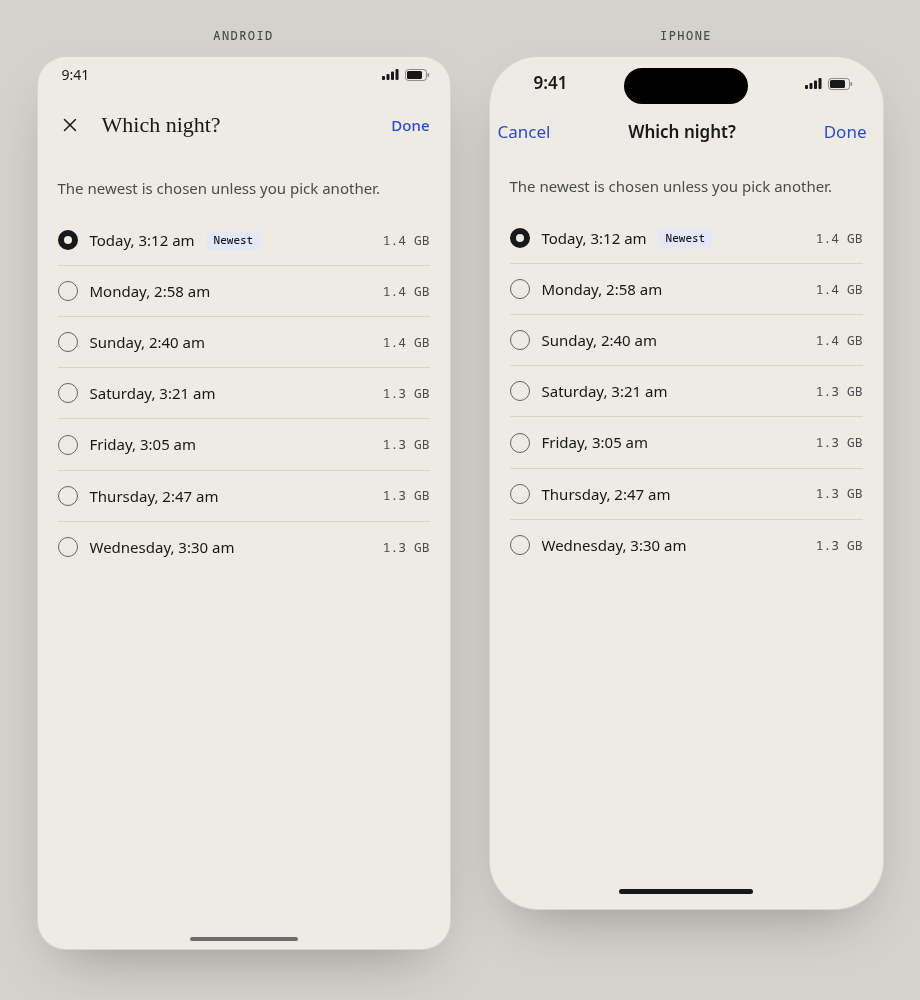 ANDROID
9:41
Which night?
Done
The newest is chosen unless you pick another.
Today, 3:12 am Newest 1.4 GB
Monday, 2:58 am 1.4 GB
Sunday, 2:40 am 1.4 GB
Saturday, 3:21 am 1.3 GB
Friday, 3:05 am 1.3 GB
Thursday, 2:47 am 1.3 GB
Wednesday, 3:30 am 1.3 GB
IPHONE
9:41
Cancel Which night? Done
The newest is chosen unless you pick another.
Today, 3:12 am Newest 1.4 GB
Monday, 2:58 am 1.4 GB
Sunday, 2:40 am 1.4 GB
Saturday, 3:21 am 1.3 GB
Friday, 3:05 am 1.3 GB
Thursday, 2:47 am 1.3 GB
Wednesday, 3:30 am 1.3 GB